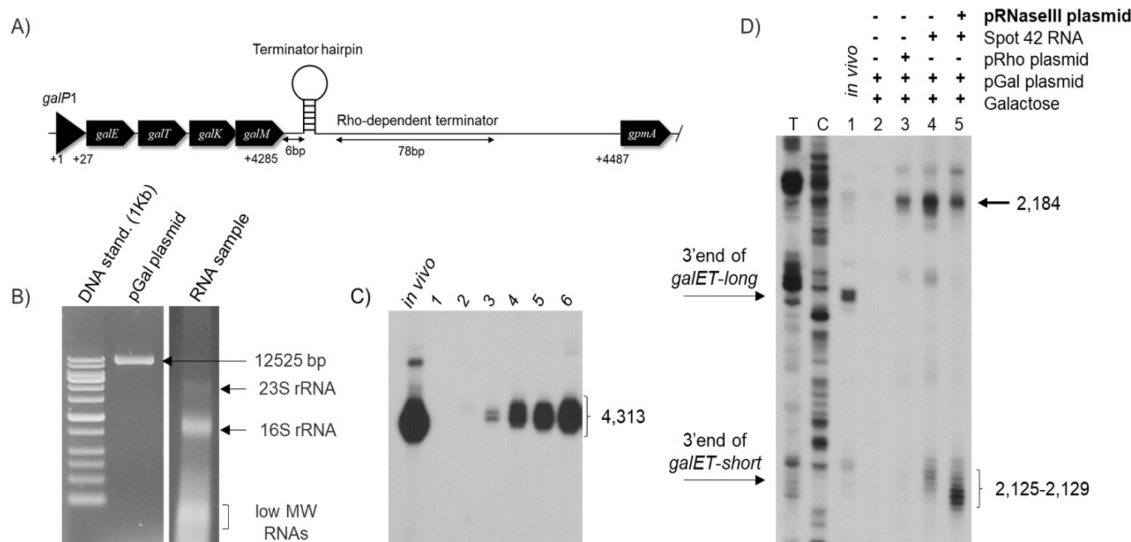 A)
Terminator hairpin
galP1
galE
galT
galK
galM
Rho-dependent terminator
gpmA
+1
+27
+4285
6bp
78bp
+4487
B)
DNA stand. (1Kb)
pGal plasmid
RNA sample
12525 bp
23S rRNA
16S rRNA
low MW
RNAs
C)
in vivo
1
2
3
4
5
6
4,313
D)
- - - - + pRNaseIII plasmid
- - - + + Spot 42 RNA
- - + - - pRho plasmid
in vivo
+ + + + pGal plasmid
+ + + + Galactose
T C 1 2 3 4 5
2,184
3'end of
galET-long
3'end of
galET-short
2,125-2,129